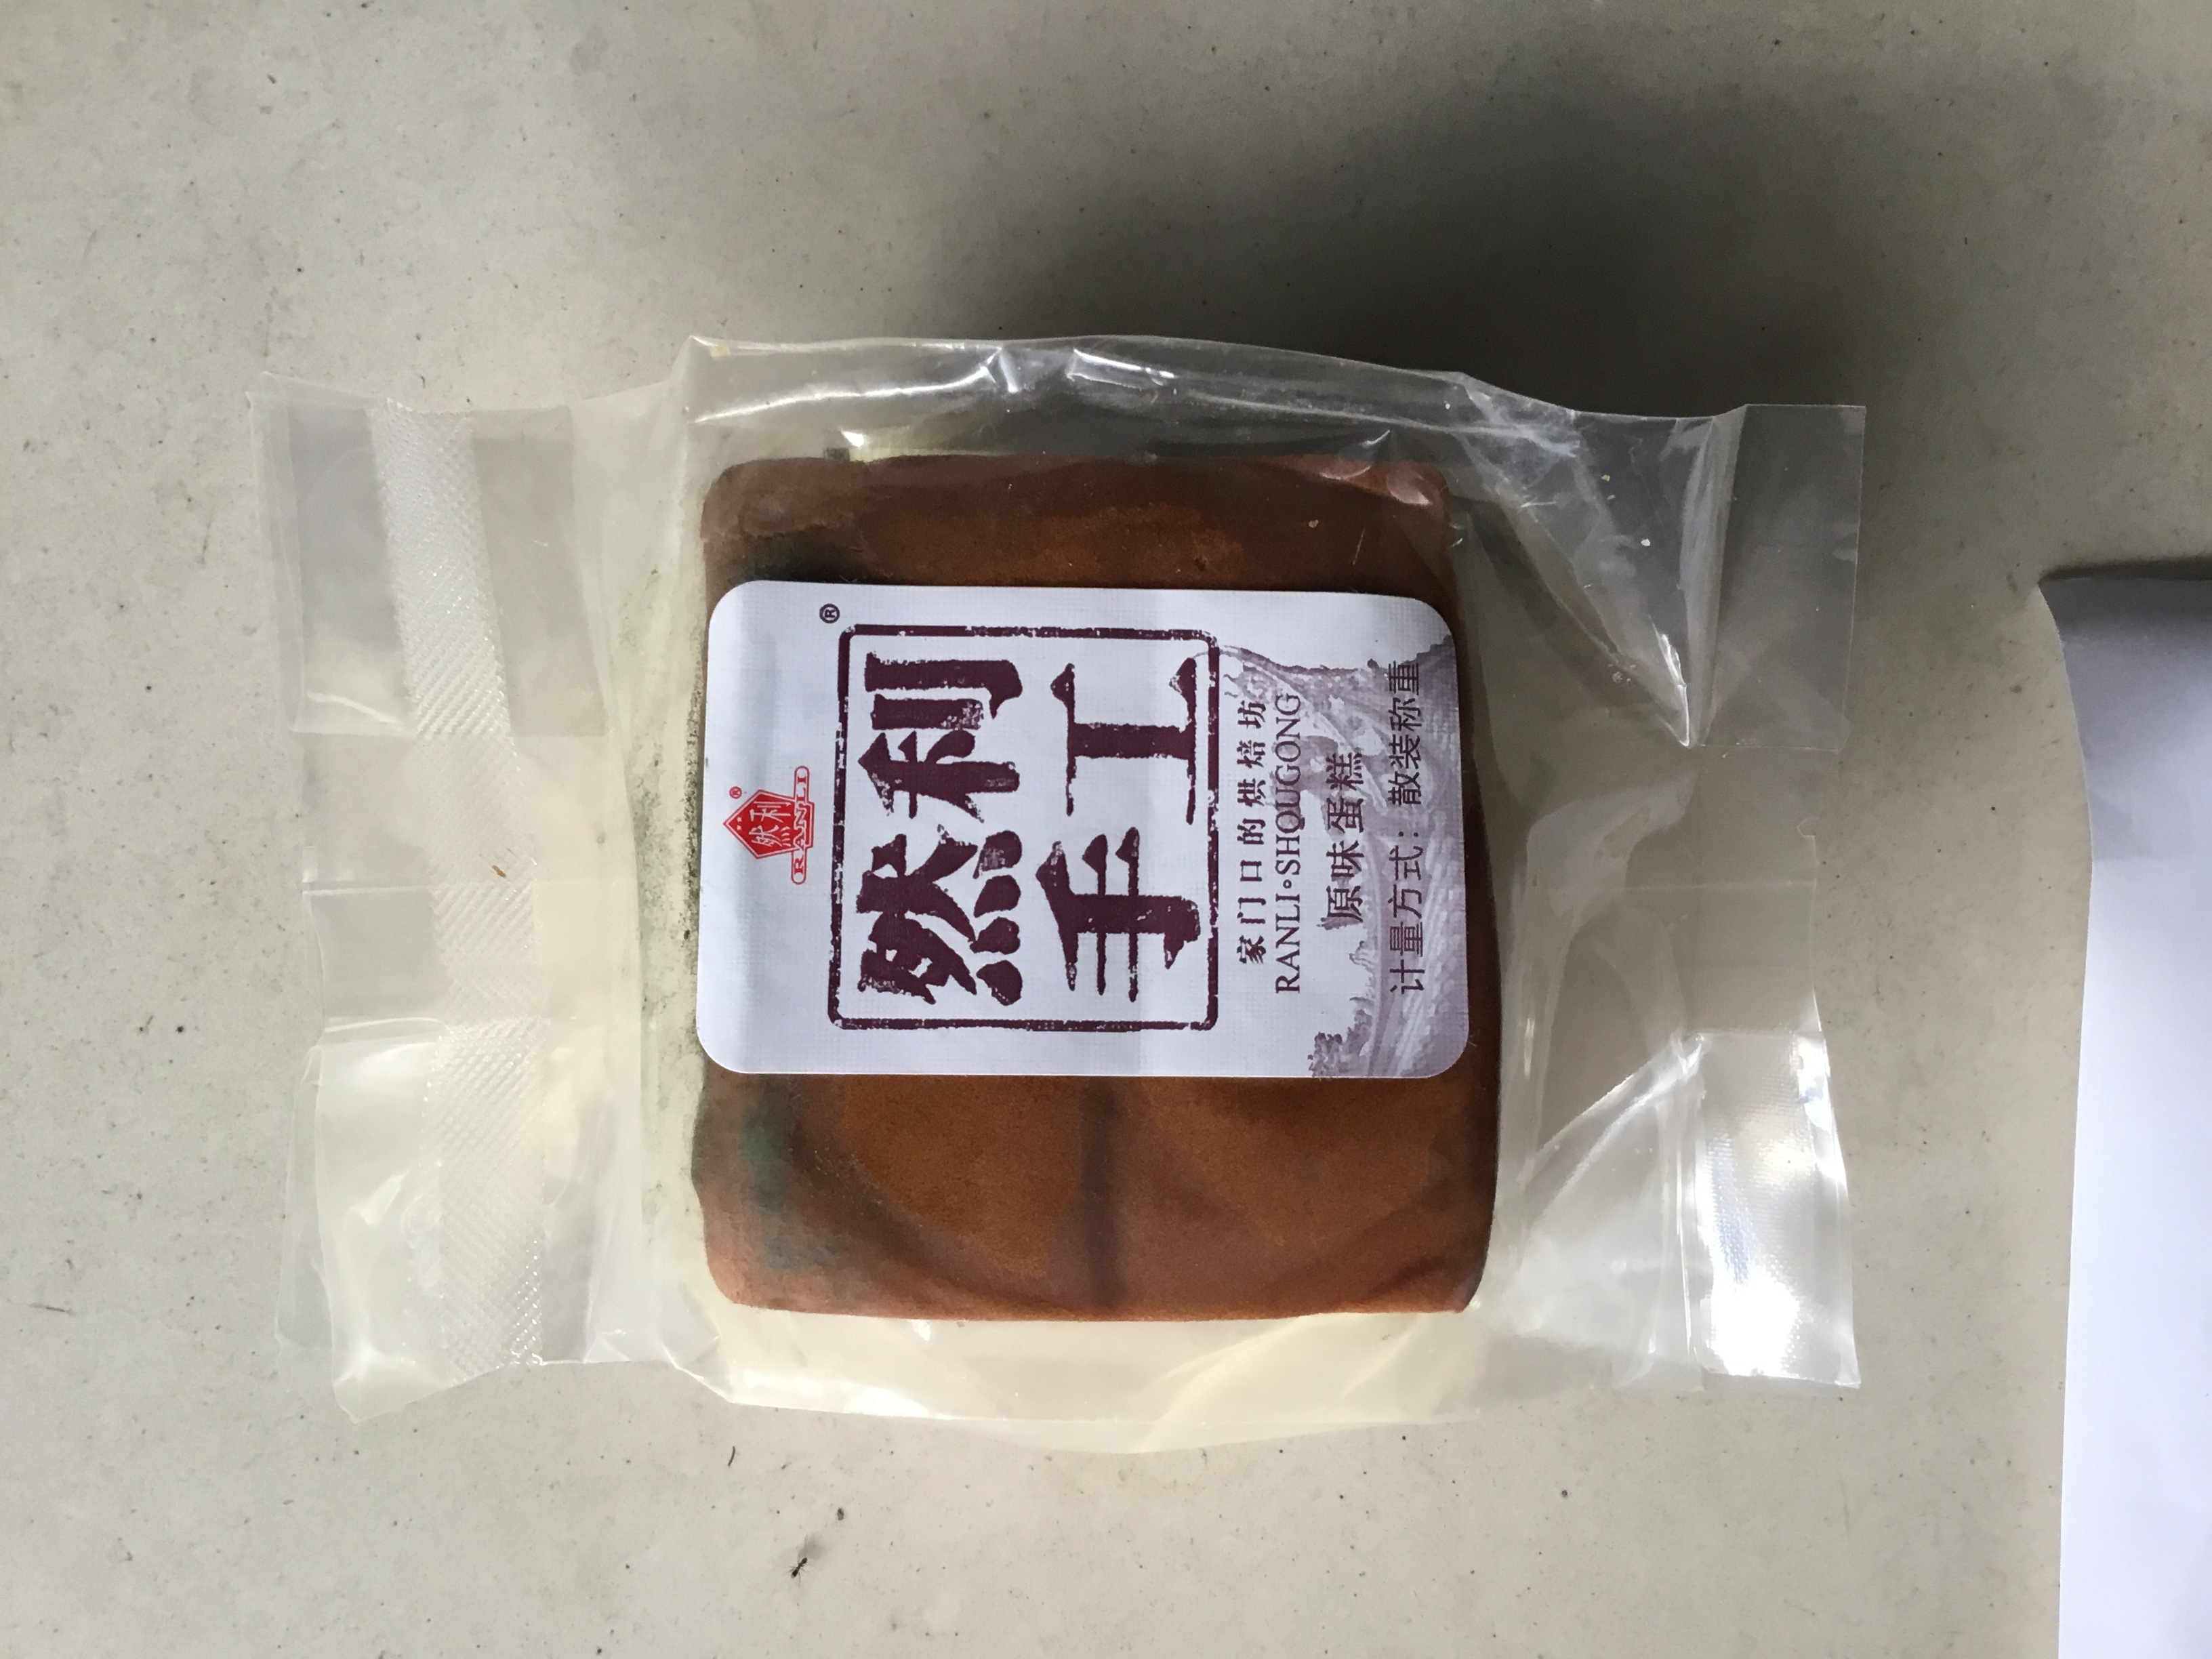 ®
然利
RANLI
®
然利
手工
家门口的烘焙坊
RANLI•SHOUGONG
原味蛋糕
计量方式：散装称重